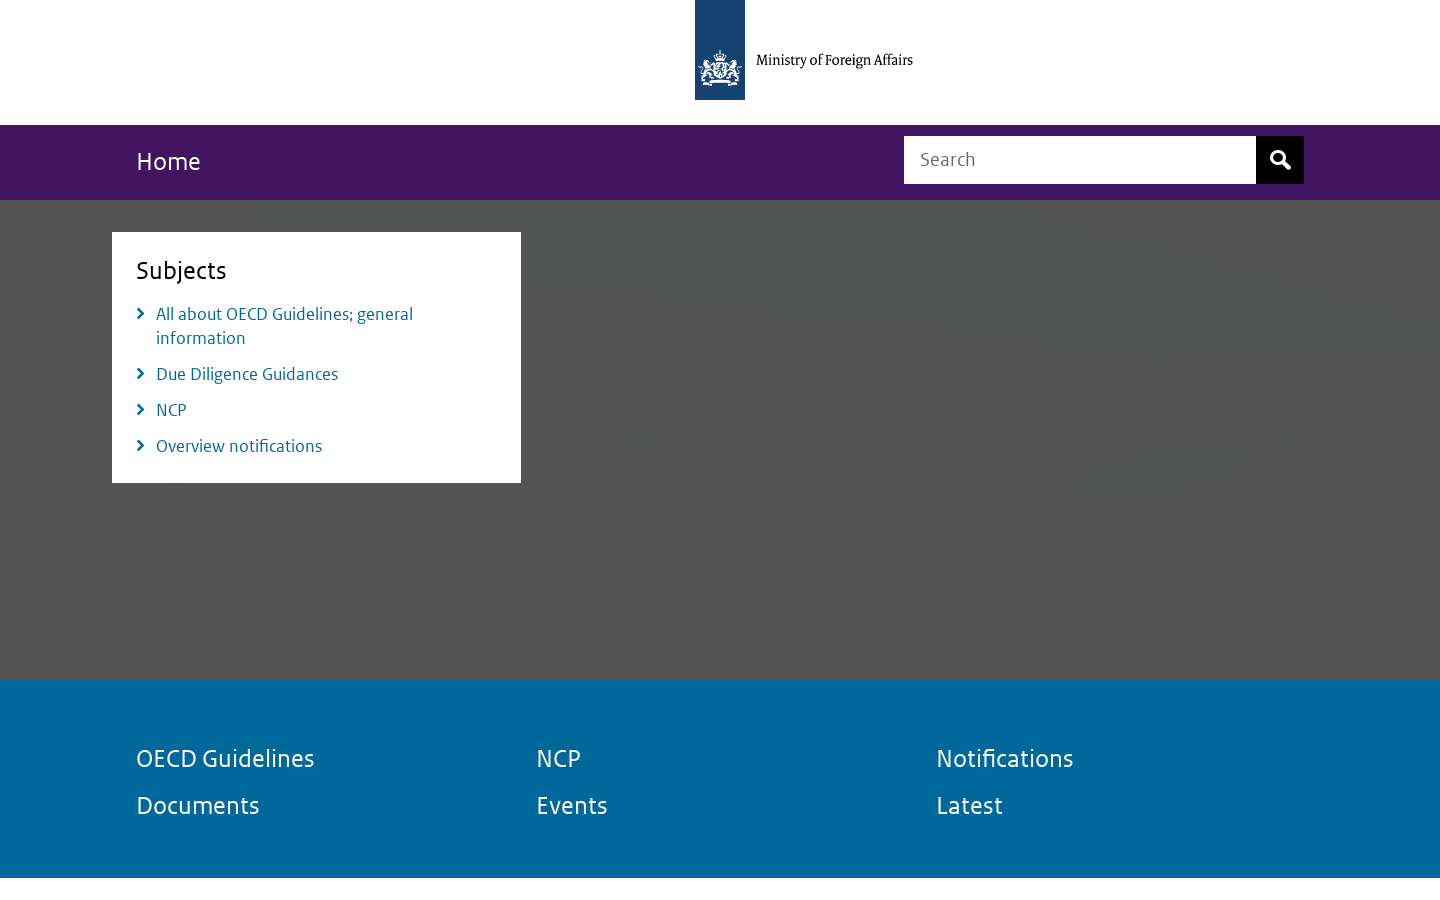 Ministry of Foreign Affairs
Home
Search
Subjects
All about OECD Guidelines; general
information
Due Diligence Guidances
NCP
Overview notifications
OECD Guidelines
NCP
Notifications
Documents
Events
Latest